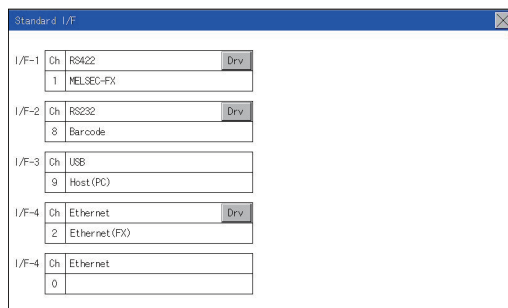 Standard I/F
I/F-1 Ch RS422 Drv
1 MELSEC-FX
I/F-2 Ch RS232 Drv
8 Barcode
I/F-3 Ch USB
9 Host(PC)
I/F-4 Ch Ethernet Drv
2 Ethernet(FX)
I/F-4 Ch Ethernet
0